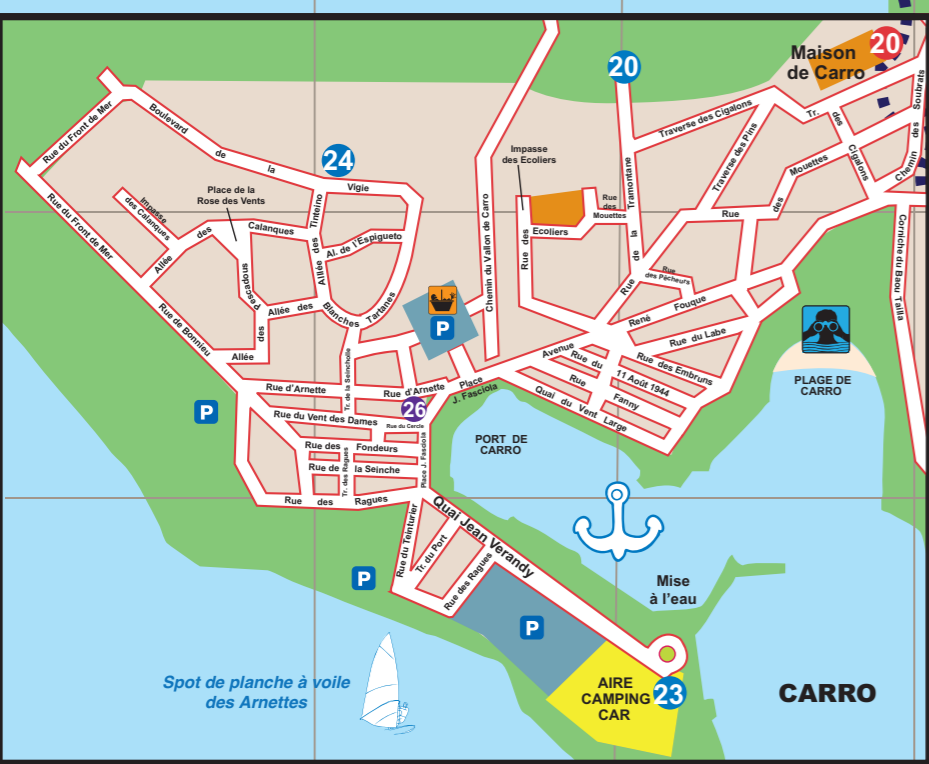 Maison
de Carro
20
20
Rue du Front de Mer
Boulevard
de
la
Vigie
24
Traverse des Cigalons
Traverse des Pins
Tr.
des
Cigalons
Chemin des Soubrats
Impasse
des Ecoliers
Mouettes
des
Rue
Rue
des
Mouettes
Tramontane
de la
Rue
Ecoliers
Rue des
Place de la
Rose des Vents
Impasse
des Calanques
Tinteino
Allée des
Calanques
des
Allée
Al. de l'Espigueto
Rue du Front de Mer
Chemin du Vallon de Carro
Corniche du Baou Tailla
Rue
des Pêcheurs
Pescadous
des
Allée
Allée des
Blanches
Tartanes
P
René
Fouque
Avenue
Rue du Labe
Rue de Bonnieu
Rue des Embruns
Rue du
11 Août 1944
Rue
Fanny
Quai du Vent Large
Tr. de la Seincholle
Rue d'Arnette
Rue d'Arnette
Place
J. Fasciola
26
PLAGE DE
CARRO
P
Rue du Vent des Dames
Rue du Cercle
Rue des
Fondeurs
Rue de
la Seinche
Tr. des Ragues
Place J. Fasciola
PORT DE
CARRO
Rue des Ragues
Quai Jean Verandy
Rue du Teinturier
Tr. du Port
Rue des Ragues
P
P
Mise
à l'eau
Spot de planche à voile
des Arnettes
AIRE
CAMPING
CAR
23
CARRO